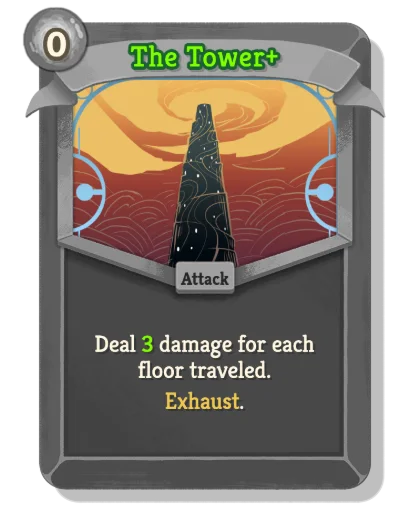 0
The Tower+
Attack
Deal 3 damage for each
floor traveled.
Exhaust.